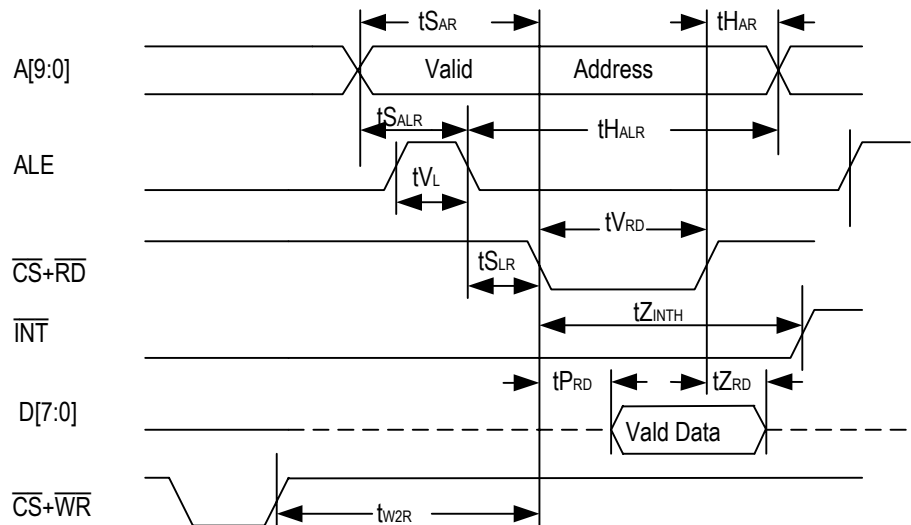 tSAR
tHAR
A[9:0]
Valid Address
tSALR
tHALR
ALE
tVL
tVRD
CS+RD
tSLR
tZINTH
INT
tPRD
tZRD
D[7:0]
Vald Data
CS+WR
tW2R